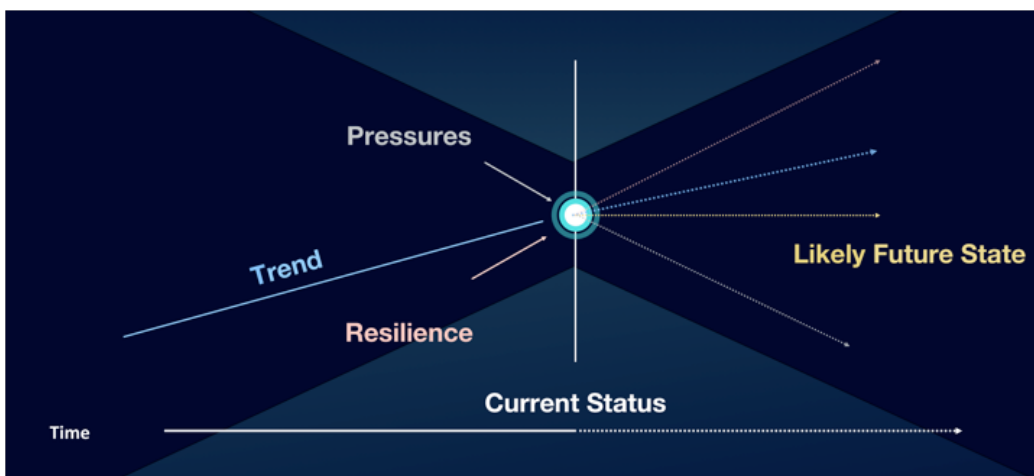 Pressures
Trend
Likely Future State
Resilience
Current Status
Time